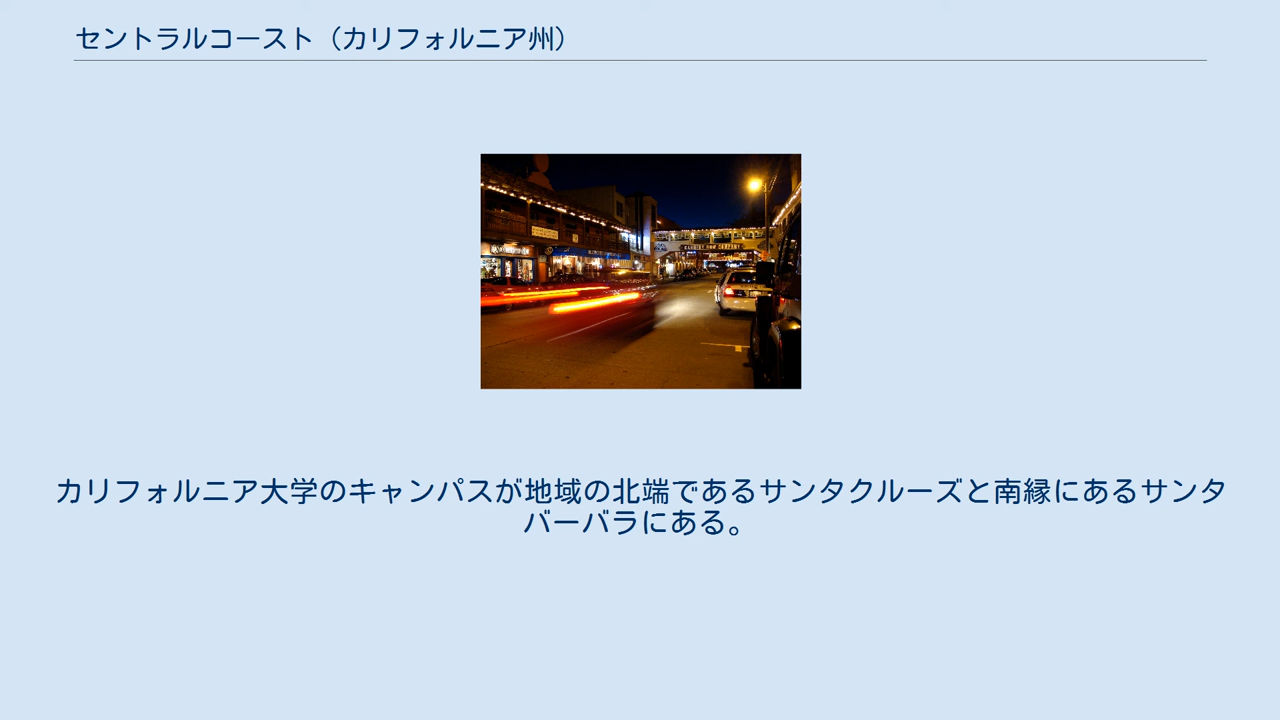 セントラルコースト（カリフォルニア州）
CANNERY ROW COMPANY
カリフォルニア大学のキャンパスが地域の北端であるサンタクルーズと南縁にあるサンタ
バーバラにある。